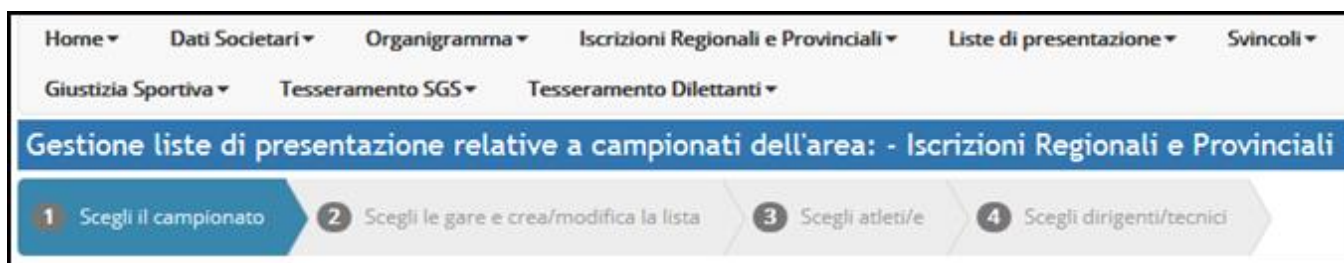 Home Dati Societari Organigramma Iscrizioni Regionali e Provinciali Liste di presentazione Svincoli
Giustizia Sportiva Tesseramento SGS Tesseramento Dilettanti
Gestione liste di presentazione relative a campionati dell'area: - Iscrizioni Regionali e Provinciali
1 Scegli il campionato 2 Scegli le gare e crea/modifica la lista 3 Scegli atleti/e 4 Scegli dirigenti/tecnici